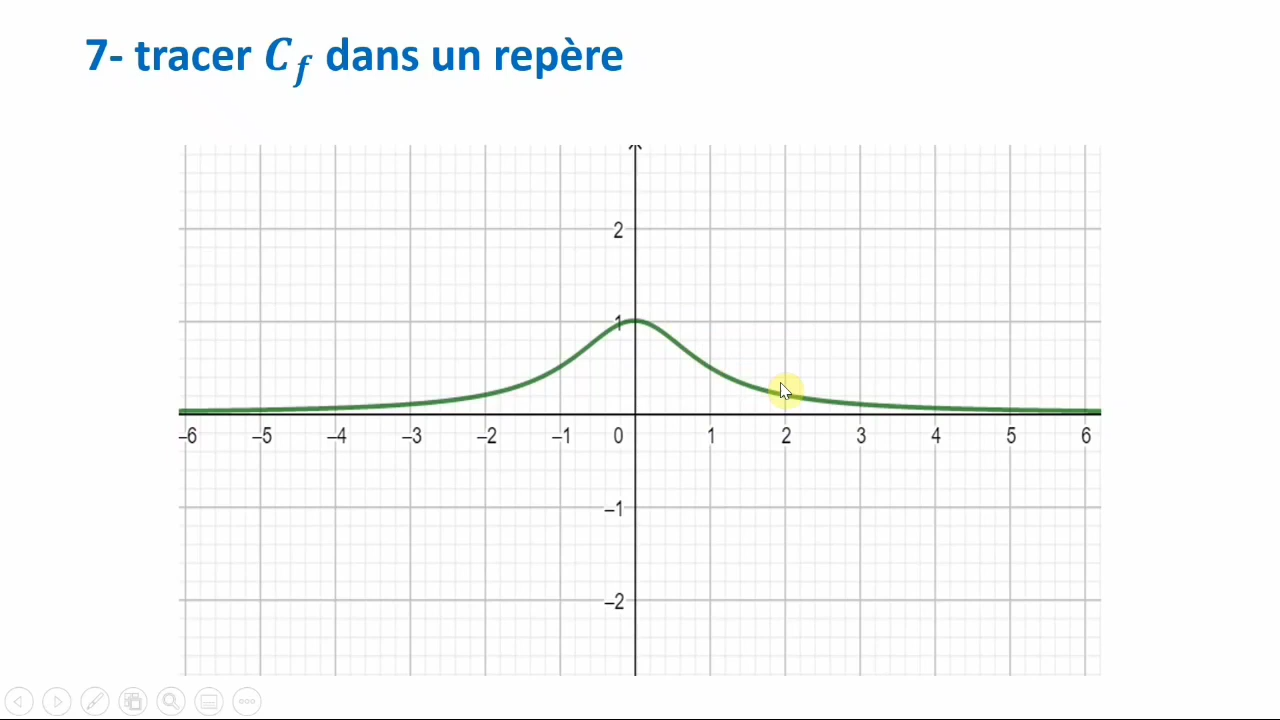 7- tracer C_f dans un repère
2
1
–6 –5 –4 –3 –2 –1 0 1 2 3 4 5 6
–1
–2